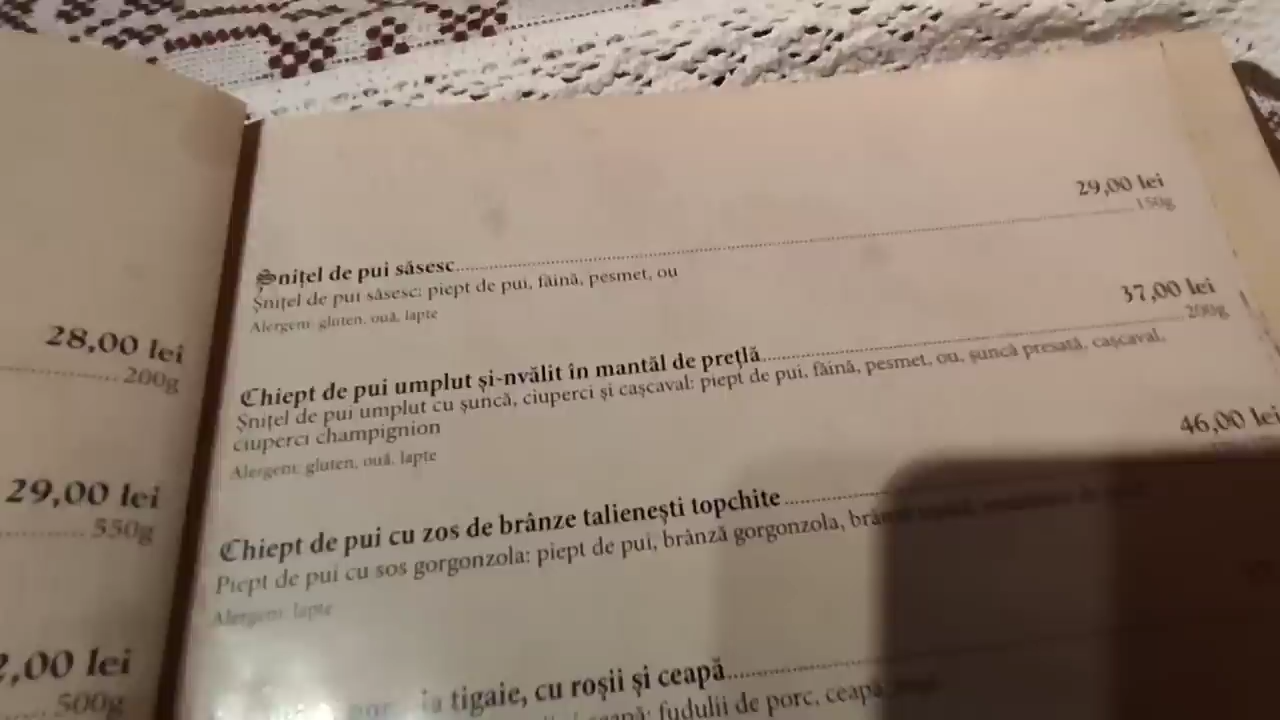 28,00 lei
200g
29,00 lei
550g
2,00 lei
500g
29,00 lei
150g
Șnițel de pui săsesc
Șnițel de pui săsesc: piept de pui, făină, pesmet, ou
Alergeni: gluten, ouă, lapte
37,00 lei
200g
Chiept de pui umplut și-nvălit în mantăl de prețlă
Șnițel de pui umplut cu șuncă, ciuperci și cașcaval: piept de pui, făină, pesmet, ou, șuncă presată, cașcaval,
ciuperci champignion
Alergeni: gluten, ouă, lapte
46,00 lei
Chiept de pui cu zos de brânze talienești topchite
Piept de pui cu sos gorgonzola: piept de pui, brânză gorgonzola,
Alergeni: lapte
tigaie, cu roșii și ceapă
ceapă: fudulii de porc, ceapă,